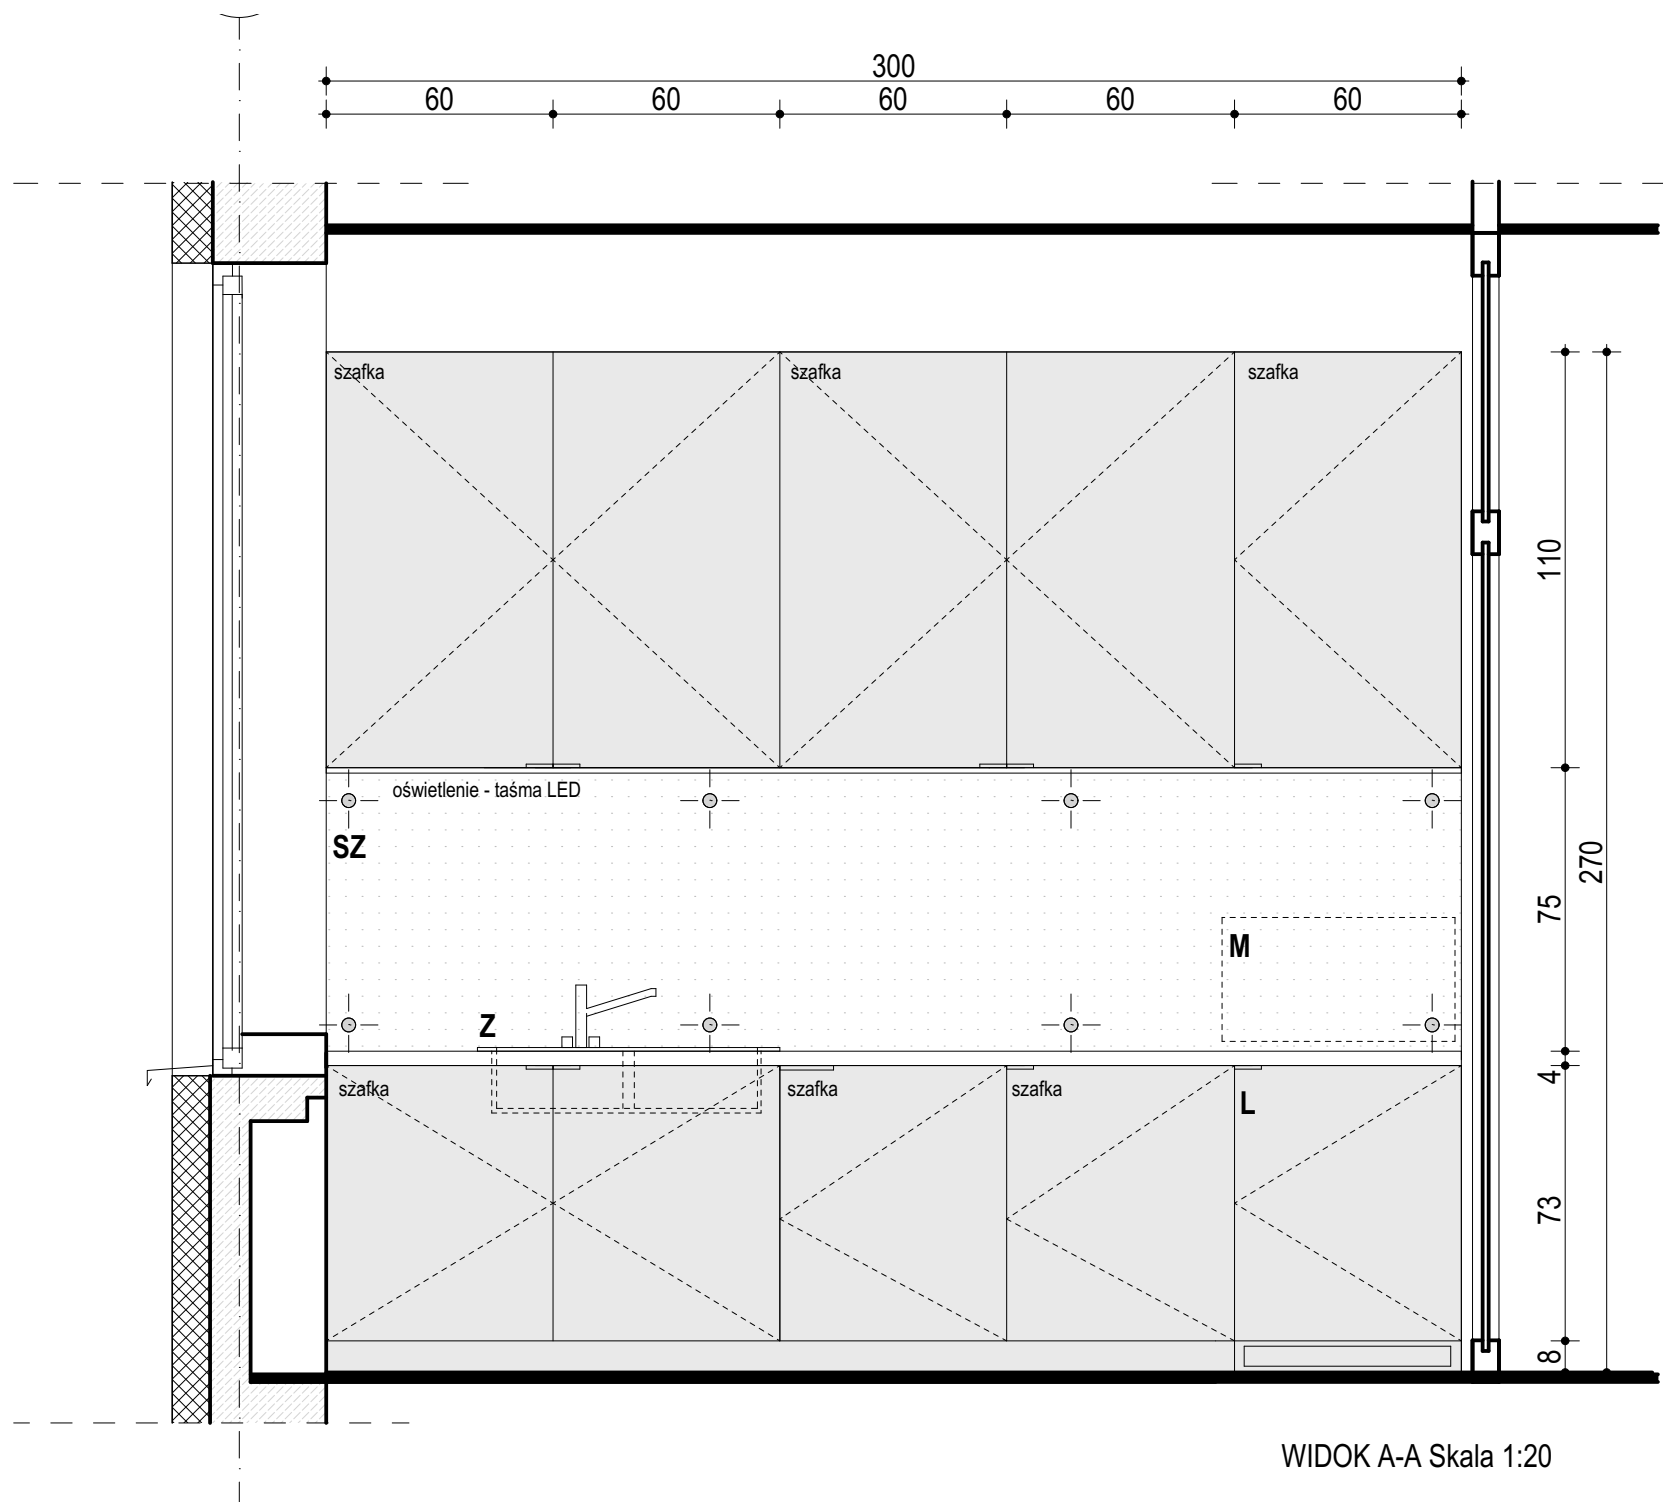 300
60 60 60 60 60
szafka szafka szafka
110
oświetlenie - taśma LED
SZ
270
75
M
Z
4
szafka szafka szafka L
73
8
WIDOK A-A Skala 1:20